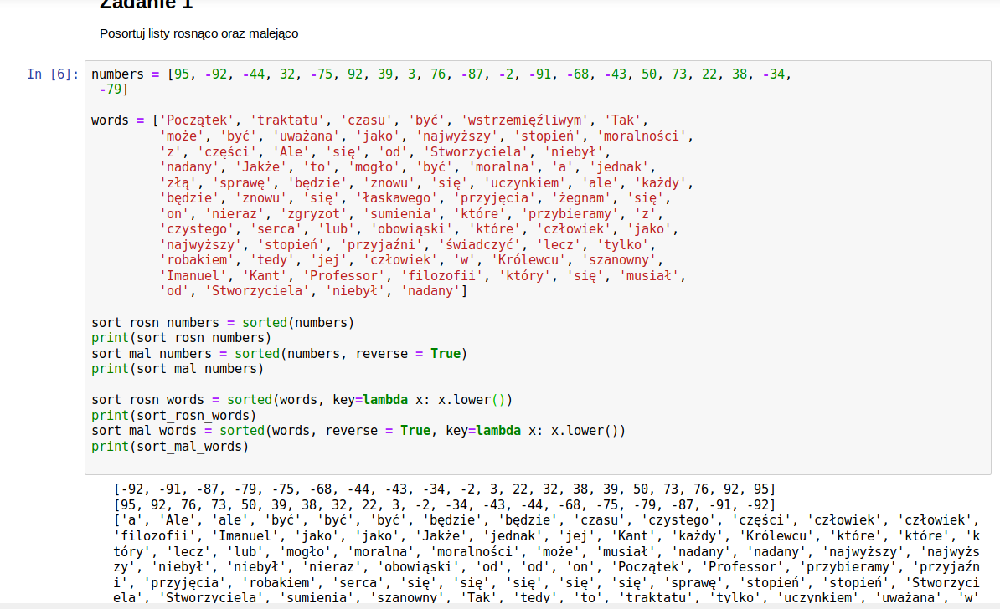 Zadanie 1
Posortuj listy rosnąco oraz malejąco
In [6]: numbers = [95, -92, -44, 32, -75, 92, 39, 3, 76, -87, -2, -91, -68, -43, 50, 73, 22, 38, -34,
-79]
words = ['Początek', 'traktatu', 'czasu', 'być', 'wstrzemięźliwym', 'Tak',
'może', 'być', 'uważana', 'jako', 'najwyższy', 'stopień', 'moralności',
'z', 'części', 'Ale', 'się', 'od', 'Stworzyciela', 'niebył',
'nadany', 'Jakże', 'to', 'mogło', 'być', 'moralna', 'a', 'jednak',
'złą', 'sprawę', 'będzie', 'znowu', 'się', 'uczynkiem', 'ale', 'każdy',
'będzie', 'znowu', 'się', 'łaskawego', 'przyjęcia', 'żegnam', 'się',
'on', 'nieraz', 'zgryzot', 'sumienia', 'które', 'przybieramy', 'z',
'czystego', 'serca', 'lub', 'obowiąski', 'które', 'człowiek', 'jako',
'najwyższy', 'stopień', 'przyjaźni', 'świadczyć', 'lecz', 'tylko',
'robakiem', 'tedy', 'jej', 'człowiek', 'w', 'Królewcu', 'szanowny',
'Imanuel', 'Kant', 'Professor', 'filozofii', 'który', 'się', 'musiał',
'od', 'Stworzyciela', 'niebył', 'nadany']
sort_rosn_numbers = sorted(numbers)
print(sort_rosn_numbers)
sort_mal_numbers = sorted(numbers, reverse = True)
print(sort_mal_numbers)
sort_rosn_words = sorted(words, key=lambda x: x.lower())
print(sort_rosn_words)
sort_mal_words = sorted(words, reverse = True, key=lambda x: x.lower())
print(sort_mal_words)
[-92, -91, -87, -79, -75, -68, -44, -43, -34, -2, 3, 22, 32, 38, 39, 50, 73, 76, 92, 95]
[95, 92, 76, 73, 50, 39, 38, 32, 22, 3, -2, -34, -43, -44, -68, -75, -79, -87, -91, -92]
['a', 'Ale', 'ale', 'być', 'być', 'być', 'będzie', 'będzie', 'czasu', 'czystego', 'części', 'człowiek', 'człowiek',
'filozofii', 'Imanuel', 'jako', 'jako', 'Jakże', 'jednak', 'jej', 'Kant', 'każdy', 'Królewcu', 'które', 'które', 'k
tóry', 'lecz', 'lub', 'mogło', 'moralna', 'moralności', 'może', 'musiał', 'nadany', 'nadany', 'najwyższy', 'najwyżs
zy', 'niebył', 'niebył', 'nieraz', 'obowiąski', 'od', 'od', 'on', 'Początek', 'Professor', 'przybieramy', 'przyjaźn
i', 'przyjęcia', 'robakiem', 'serca', 'się', 'się', 'się', 'się', 'się', 'sprawę', 'stopień', 'stopień', 'Stworzyci
ela', 'Stworzyciela', 'sumienia', 'szanowny', 'Tak', 'tedy', 'to', 'traktatu', 'tylko', 'uczynkiem', 'uważana', 'w'